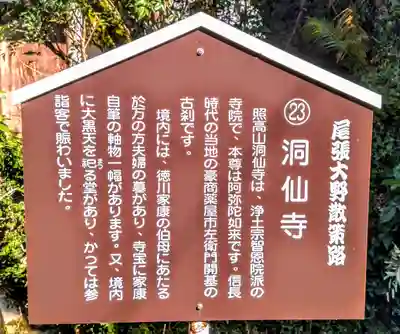 尾張大野散策路
㉓洞仙寺
照高山洞仙寺は、浄土宗智恩院派の
寺院で、本尊は阿弥陀如来です。信長
時代の当地の豪商薬屋市左衛門開基の
古刹です。
境内には、徳川家康の伯母にあたる
於万の方夫婦の墓があり、寺宝に家康
自筆の軸物一幅があります。又、境内
に大黒天を祀る堂があり、かつては参
詣客で賑わいました。